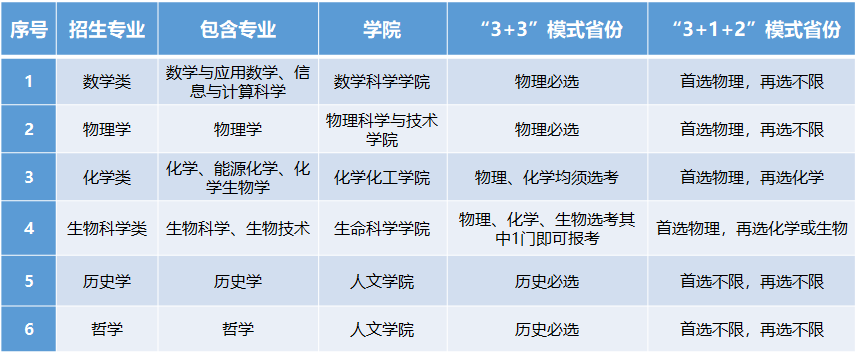 序号 招生专业 包含专业 学院 “3+3”模式省份 “3+1+2”模式省份
1 数学类 数学与应用数学、信
息与计算科学 数学科学学院 物理必选 首选物理，再选不限
2 物理学 物理学 物理科学与技术
学院 物理必选 首选物理，再选不限
3 化学类 化学、能源化学、化
学生物学 化学化工学院 物理、化学均须选考 首选物理，再选化学
4 生物科学类 生物科学、生物技术 生命科学学院 物理、化学、生物选考其
中1门即可报考 首选物理，再选化学或生物
5 历史学 历史学 人文学院 历史必选 首选不限，再选不限
6 哲学 哲学 人文学院 历史必选 首选不限，再选不限